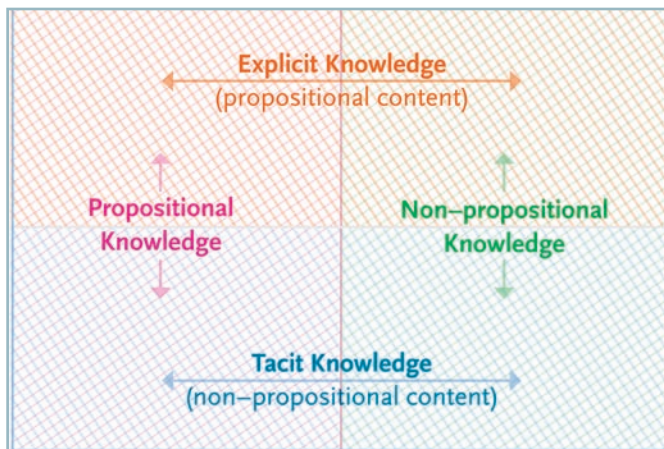 Explicit Knowledge
(propositional content)
Propositional
Knowledge
Non–propositional
Knowledge
Tacit Knowledge
(non–propositional content)